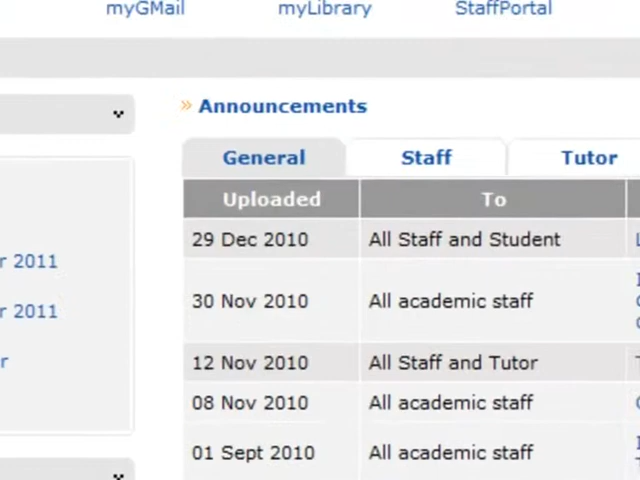 myGMail myLibrary StaffPortal
» Announcements
General Staff Tutor
Uploaded To
29 Dec 2010 All Staff and Student
r 2011
30 Nov 2010 All academic staff
r 2011
r
12 Nov 2010 All Staff and Tutor
08 Nov 2010 All academic staff
01 Sept 2010 All academic staff